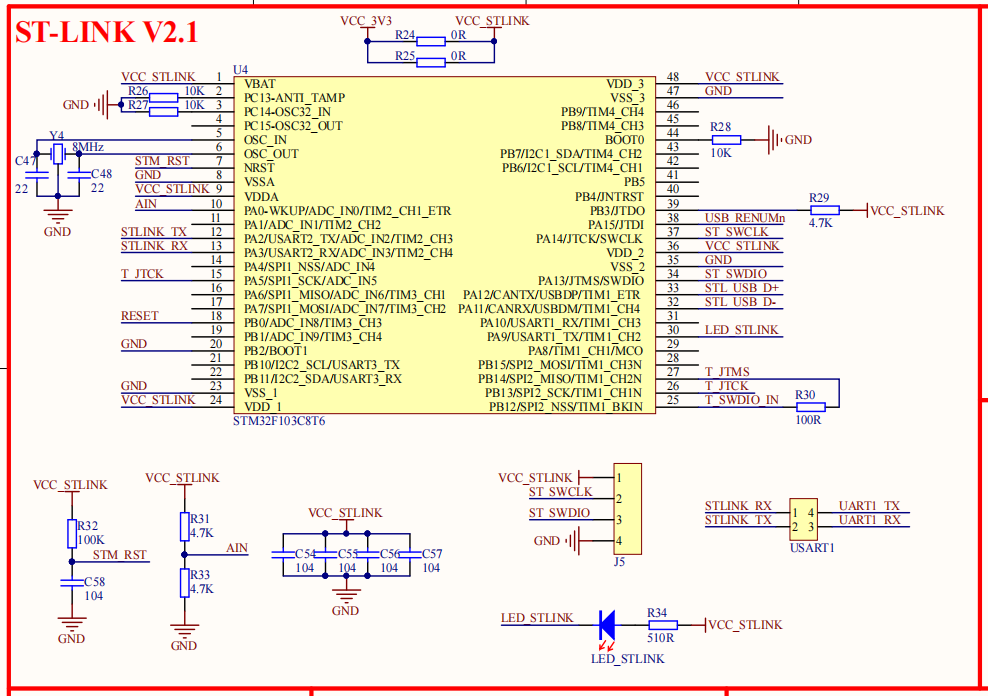 ST-LINK V2.1
VCC_3V3
VCC_STLINK
R24
0R
R25
0R
U4
VCC_STLINK 1 VBAT
R26 10K 2 PC13-ANTI_TAMP
GND
R27 10K 3 PC14-OSC32_IN
4 PC15-OSC32_OUT
5 OSC_IN
Y4
8MHz
6 OSC_OUT
C47
22
C48
22
GND
STM_RST 7 NRST
GND 8 VSSA
VCC_STLINK 9 VDDA
AIN 10 PA0-WKUP/ADC_IN0/TIM2_CH1_ETR
11 PA1/ADC_IN1/TIM2_CH2
STLINK_TX 12 PA2/USART2_TX/ADC_IN2/TIM2_CH3
STLINK_RX 13 PA3/USART2_RX/ADC_IN3/TIM2_CH4
14 PA4/SPI1_NSS/ADC_IN4
T_JTCK 15 PA5/SPI1_SCK/ADC_IN5
16 PA6/SPI1_MISO/ADC_IN6/TIM3_CH1
17 PA7/SPI1_MOSI/ADC_IN7/TIM3_CH2
RESET 18 PB0/ADC_IN8/TIM3_CH3
19 PB1/ADC_IN9/TIM3_CH4
GND 20 PB2/BOOT1
21 PB10/I2C2_SCL/USART3_TX
22 PB11/I2C2_SDA/USART3_RX
GND 23 VSS_1
VCC_STLINK 24 VDD_1
STM32F103C8T6
VDD_3 48 VCC_STLINK
VSS_3 47 GND
PB9/TIM4_CH4 46
PB8/TIM4_CH3 45
BOOT0 44
R28
10K
GND
PB7/I2C1_SDA/TIM4_CH2 43
PB6/I2C1_SCL/TIM4_CH1 42
PB5 41
PB4/JNTRST 40
PB3/JTDO 39
R29
4.7K
VCC_STLINK
PA15/JTDI 38 USB_RENUMn
PA14/JTCK/SWCLK 37 ST_SWCLK
VDD_2 36 VCC_STLINK
VSS_2 35 GND
PA13/JTMS/SWDIO 34 ST_SWDIO
PA12/CANTX/USBDP/TIM1_ETR 33 STL_USB_D+
PA11/CANRX/USBDM/TIM1_CH4 32 STL_USB_D-
PA10/USART1_RX/TIM1_CH3 31
PA9/USART1_TX/TIM1_CH2 30 LED_STLINK
PA8/TIM1_CH1/MCO 29
PB15/SPI2_MOSI/TIM1_CH3N 28
PB14/SPI2_MISO/TIM1_CH2N 27 T_JTMS
PB13/SPI2_SCK/TIM1_CH1N 26 T_JTCK
PB12/SPI2_NSS/TIM1_BKIN 25 T_SWDIO_IN
R30
100R
VCC_STLINK
R32
100K
STM_RST
C58
104
GND
VCC_STLINK
R31
4.7K
AIN
R33
4.7K
GND
VCC_STLINK
C54 C55 C56 C57
104 104 104 104
GND
VCC_STLINK 1
ST_SWCLK 2
ST_SWDIO 3
GND 4
J5
STLINK_RX 1 4 UART1_TX
STLINK_TX 2 3 UART1_RX
USART1
LED_STLINK
R34
510R
VCC_STLINK
LED_STLINK